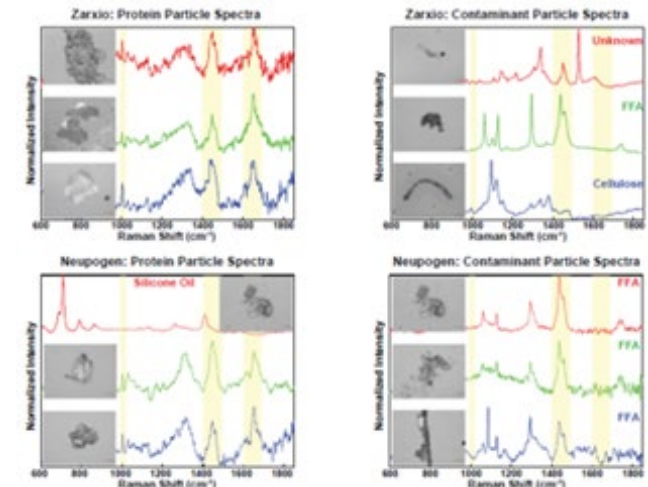 Zarxio: Protein Particle Spectra
Normalized Intensity
600 800 1000 1200 1400 1600 1800
Raman Shift (cm⁻¹)
Zarxio: Contaminant Particle Spectra
Normalized Intensity
Unknown
FFA
Cellulose
600 800 1000 1200 1400 1600 1800
Raman Shift (cm⁻¹)
Neupogen: Protein Particle Spectra
Normalized Intensity
Silicone Oil
600 800 1000 1200 1400 1600 1800
Raman Shift (cm⁻¹)
Neupogen: Contaminant Particle Spectra
Normalized Intensity
FFA
FFA
FFA
600 800 1000 1200 1400 1600 1800
Raman Shift (cm⁻¹)